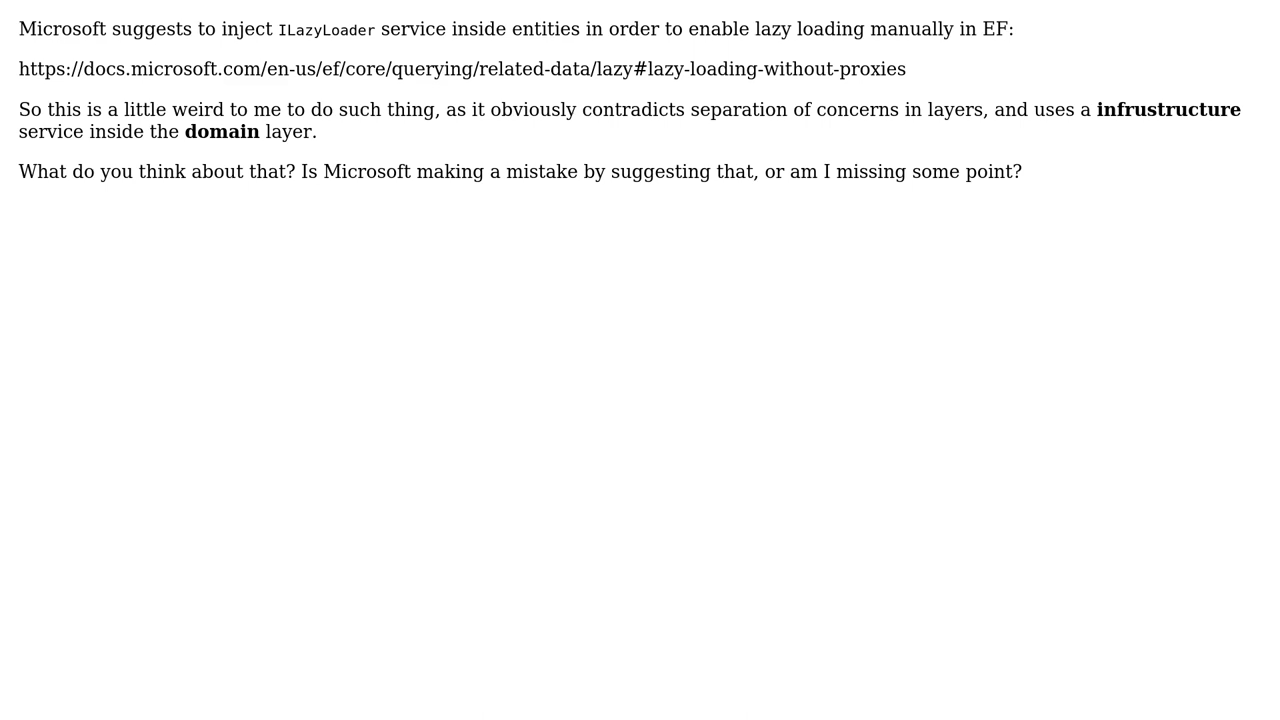 Microsoft suggests to inject ILazyLoader service inside entities in order to enable lazy loading manually in EF:
https://docs.microsoft.com/en-us/ef/core/querying/related-data/lazy#lazy-loading-without-proxies
So this is a little weird to me to do such thing, as it obviously contradicts separation of concerns in layers, and uses a infrustructure
service inside the domain layer.
What do you think about that? Is Microsoft making a mistake by suggesting that, or am I missing some point?